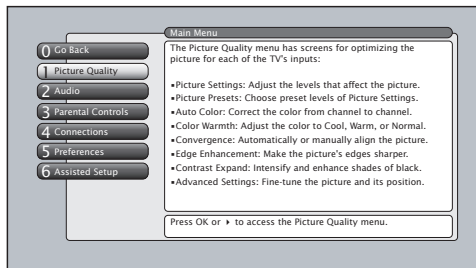 Main Menu
0 Go Back
1 Picture Quality
2 Audio
3 Parental Controls
4 Connections
5 Preferences
6 Assisted Setup
The Picture Quality menu has screens for optimizing the
picture for each of the TV's inputs:
▪Picture Settings: Adjust the levels that affect the picture.
▪Picture Presets: Choose preset levels of Picture Settings.
▪Auto Color: Correct the color from channel to channel.
▪Color Warmth: Adjust the color to Cool, Warm, or Normal.
▪Convergence: Automatically or manually align the picture.
▪Edge Enhancement: Make the picture's edges sharper.
▪Contrast Expand: Intensify and enhance shades of black.
▪Advanced Settings: Fine-tune the picture and its position.
Press OK or ▸ to access the Picture Quality menu.